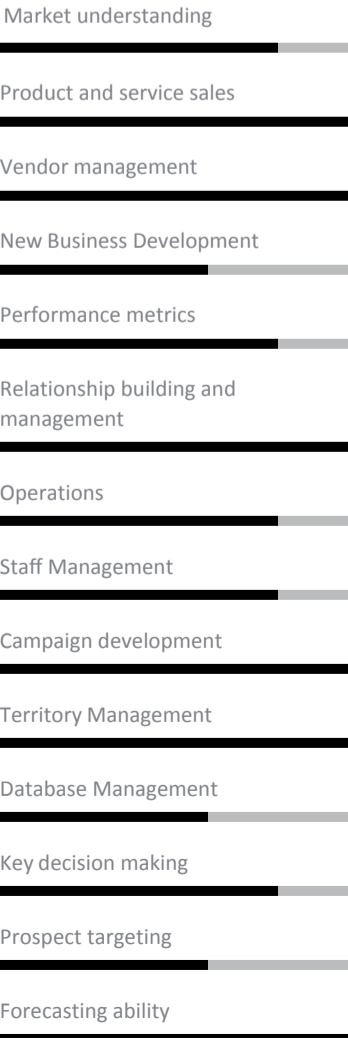 Market understanding
Product and service sales
Vendor management
New Business Development
Performance metrics
Relationship building and
management
Operations
Staff Management
Campaign development
Territory Management
Database Management
Key decision making
Prospect targeting
Forecasting ability